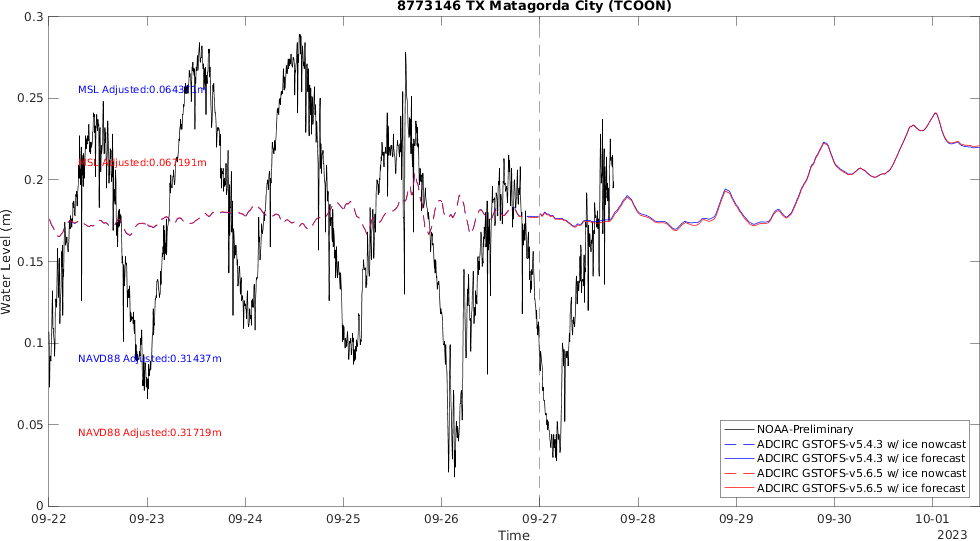 8773146 TX Matagorda City (TCOON)
0.3
0.25
0.2
0.15
0.1
0.05
0
Water Level (m)
MSL Adjusted:0.064371m
MSL Adjusted:0.067191m
NAVD88 Adjusted:0.31437m
NAVD88 Adjusted:0.31719m
NOAA-Preliminary
ADCIRC GSTOFS-v5.4.3 w/ ice nowcast
ADCIRC GSTOFS-v5.4.3 w/ ice forecast
ADCIRC GSTOFS-v5.6.5 w/ ice nowcast
ADCIRC GSTOFS-v5.6.5 w/ ice forecast
09-22 09-23 09-24 09-25 09-26 09-27 09-28 09-29 09-30 10-01
Time
2023